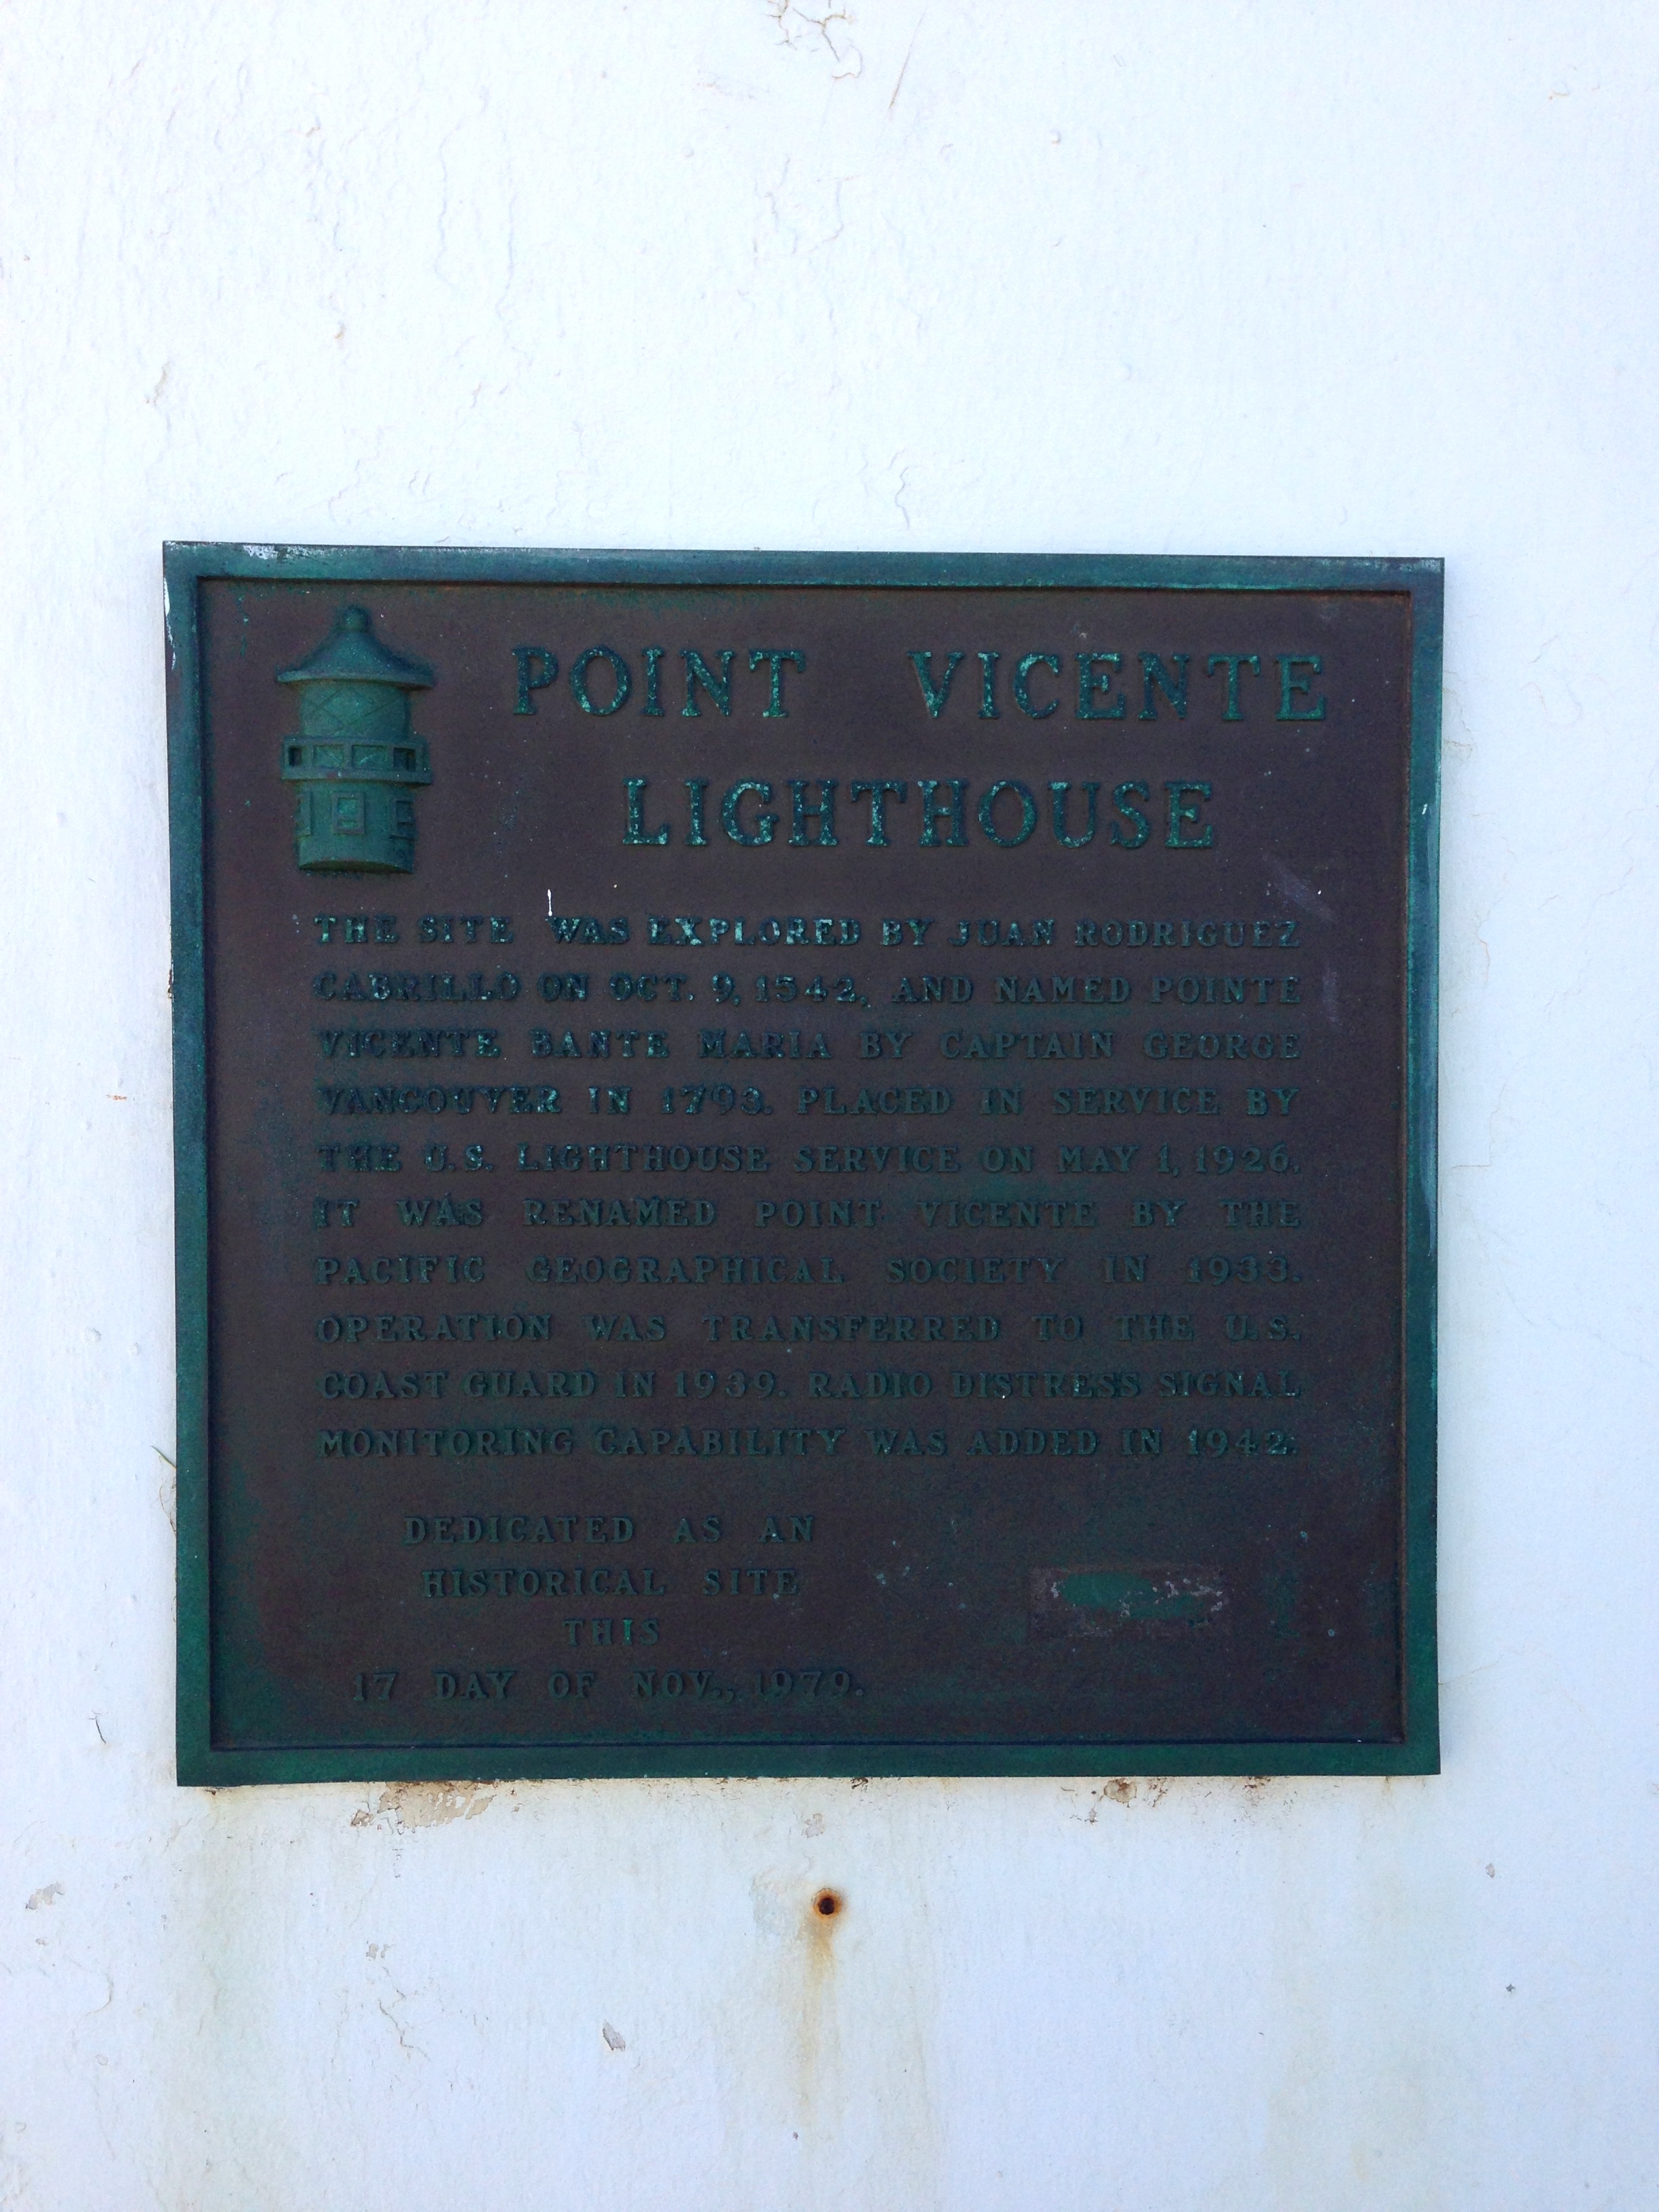 POINT VICENTE
LIGHTHOUSE
THE SITE WAS EXPLORED BY JUAN RODRIGUEZ
CABRILLO ON OCT. 9, 1542, AND NAMED POINTE
VICENTE BANTE MARIA BY CAPTAIN GEORGE
VANCOUVER IN 1793. PLACED IN SERVICE BY
THE U.S. LIGHTHOUSE SERVICE ON MAY 1, 1926.
IT WAS RENAMED POINT VICENTE BY THE
PACIFIC GEOGRAPHICAL SOCIETY IN 1933.
OPERATION WAS TRANSFERRED TO THE U.S.
COAST GUARD IN 1939. RADIO DISTRESS SIGNAL
MONITORING CAPABILITY WAS ADDED IN 1942.
DEDICATED AS AN
HISTORICAL SITE
THIS
17 DAY OF NOV., 1979.